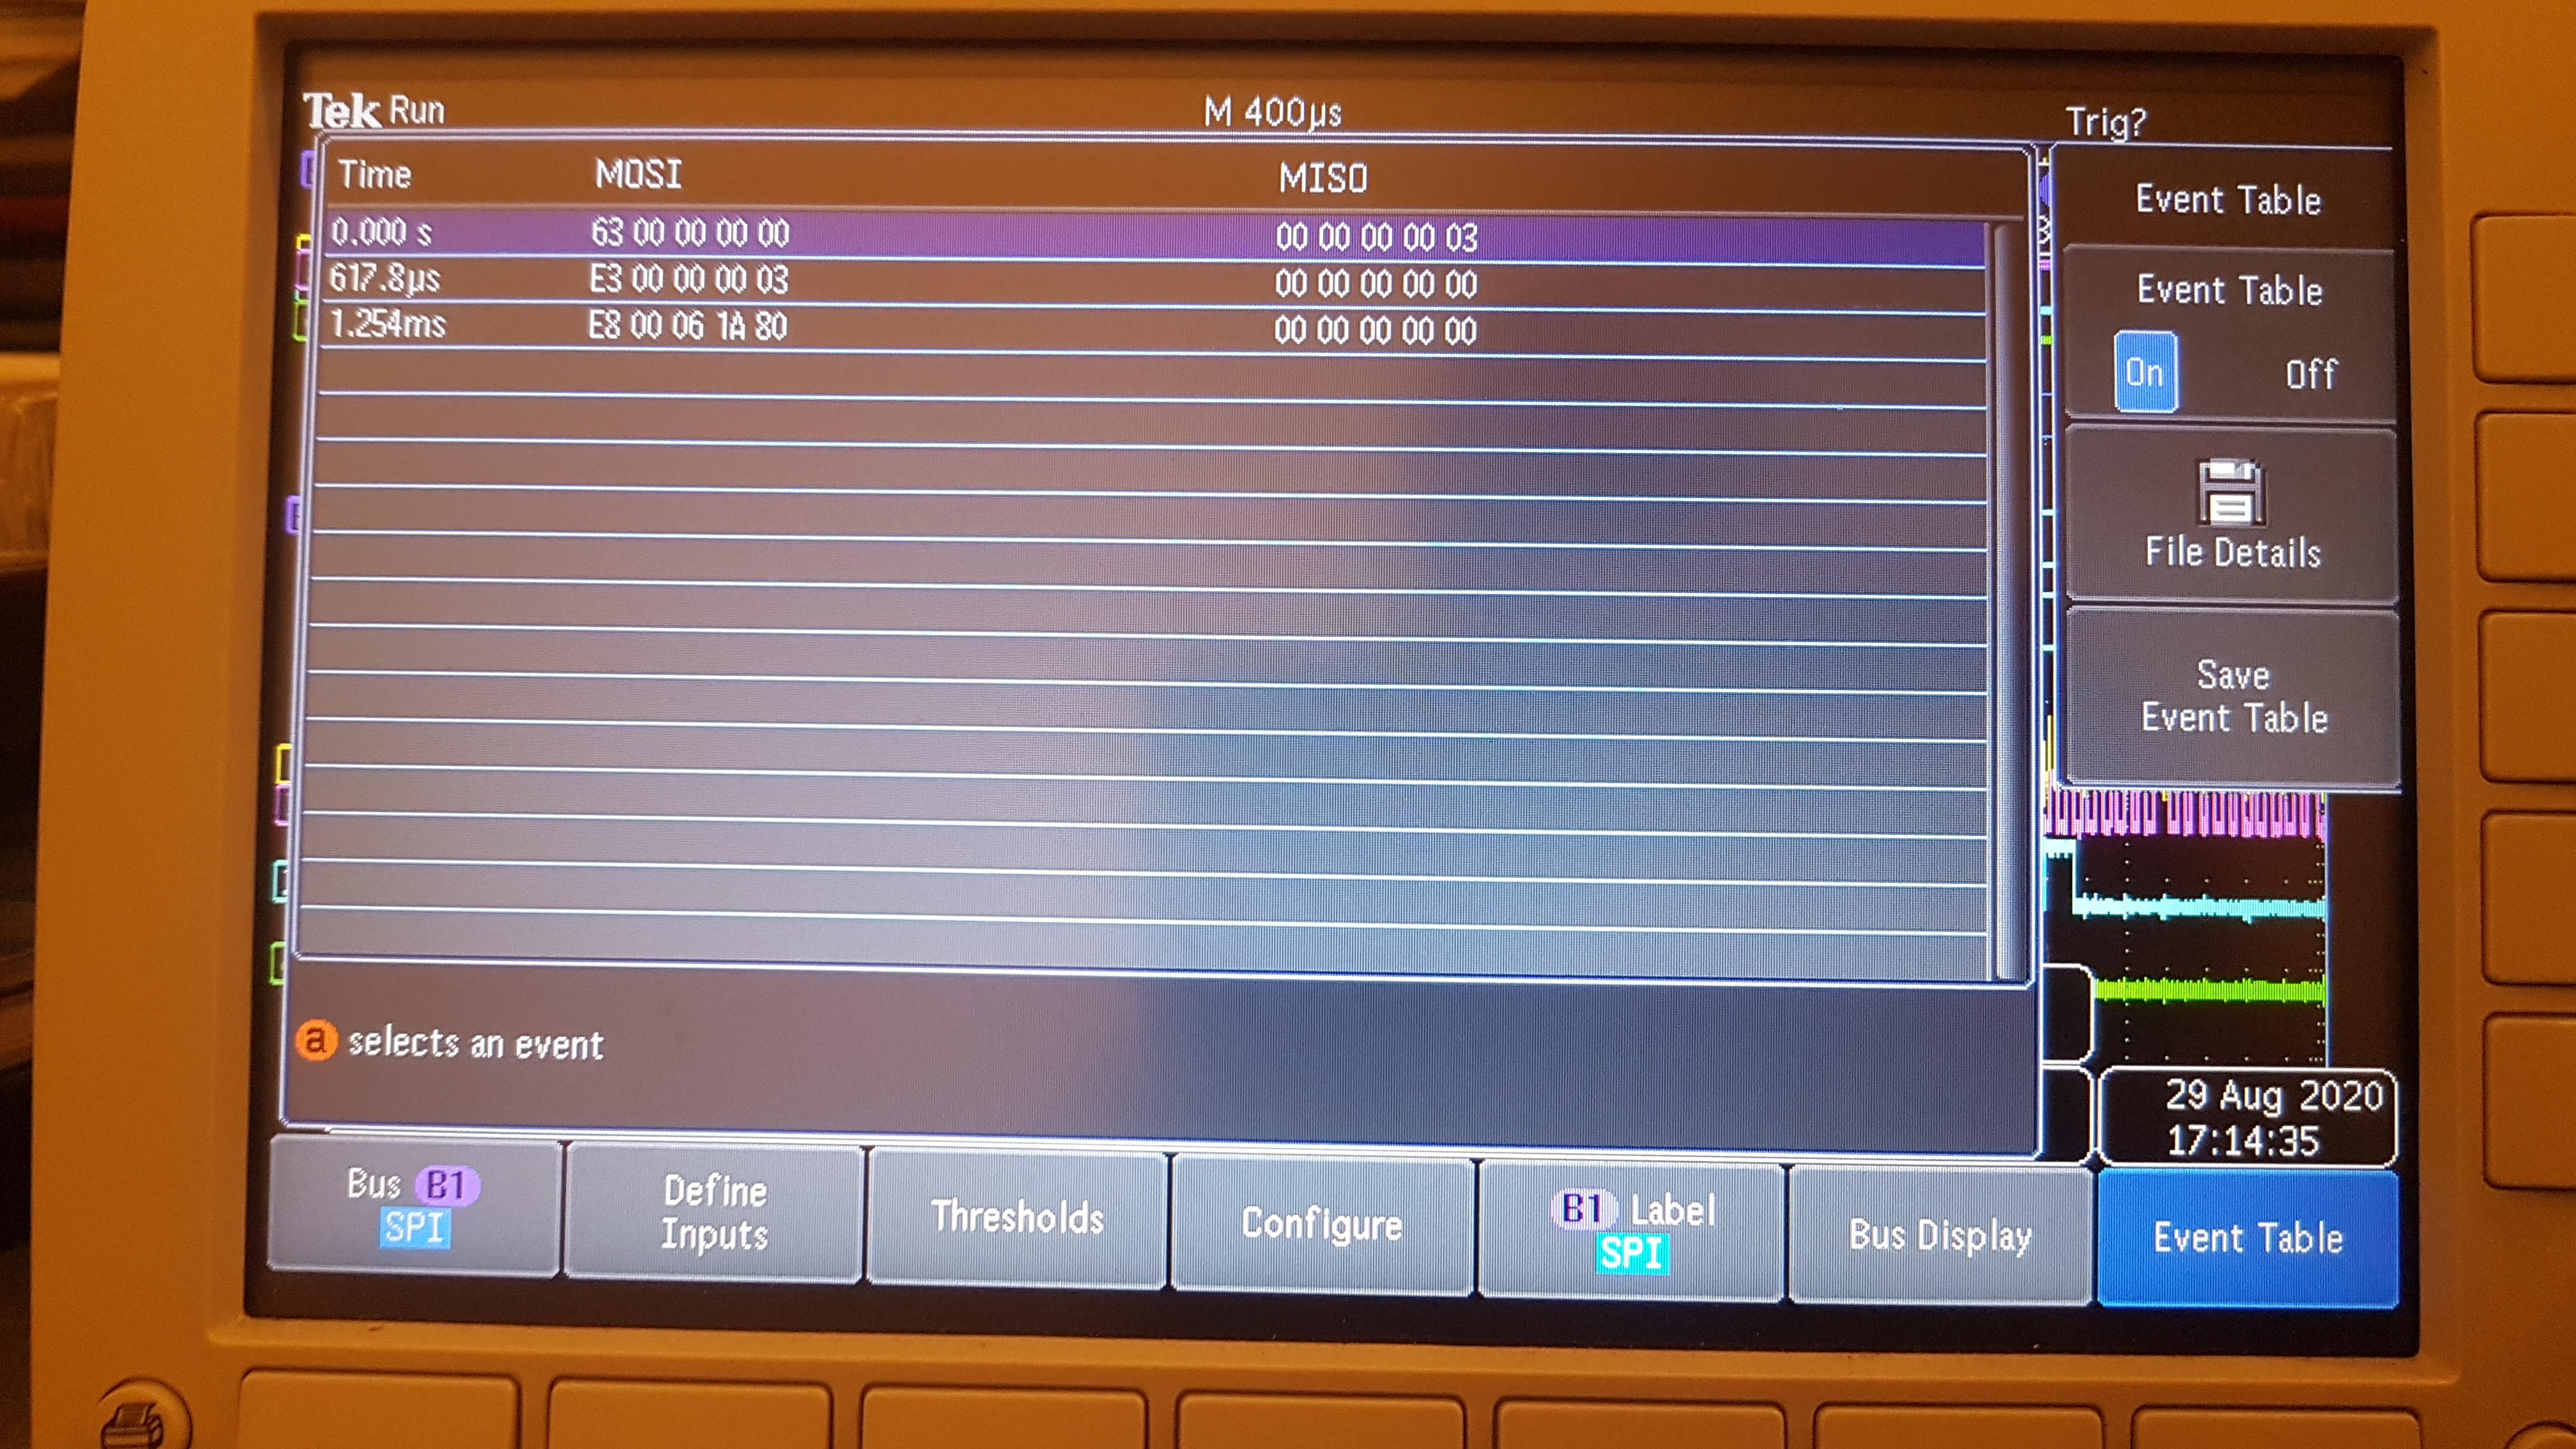 Tek Run M 400µs Trig?
Time MOSI MISO
0.000 s 63 00 00 00 00 00 00 00 00 03
617.8µs E3 00 00 00 03 00 00 00 00 00
1.254ms E8 00 06 1A 80 00 00 00 00 00
Event Table
Event Table
On Off
File Details
Save
Event Table
a selects an event
29 Aug 2020
17:14:35
Bus B1
SPI
Define
Inputs
Thresholds
Configure
B1 Label
SPI
Bus Display
Event Table